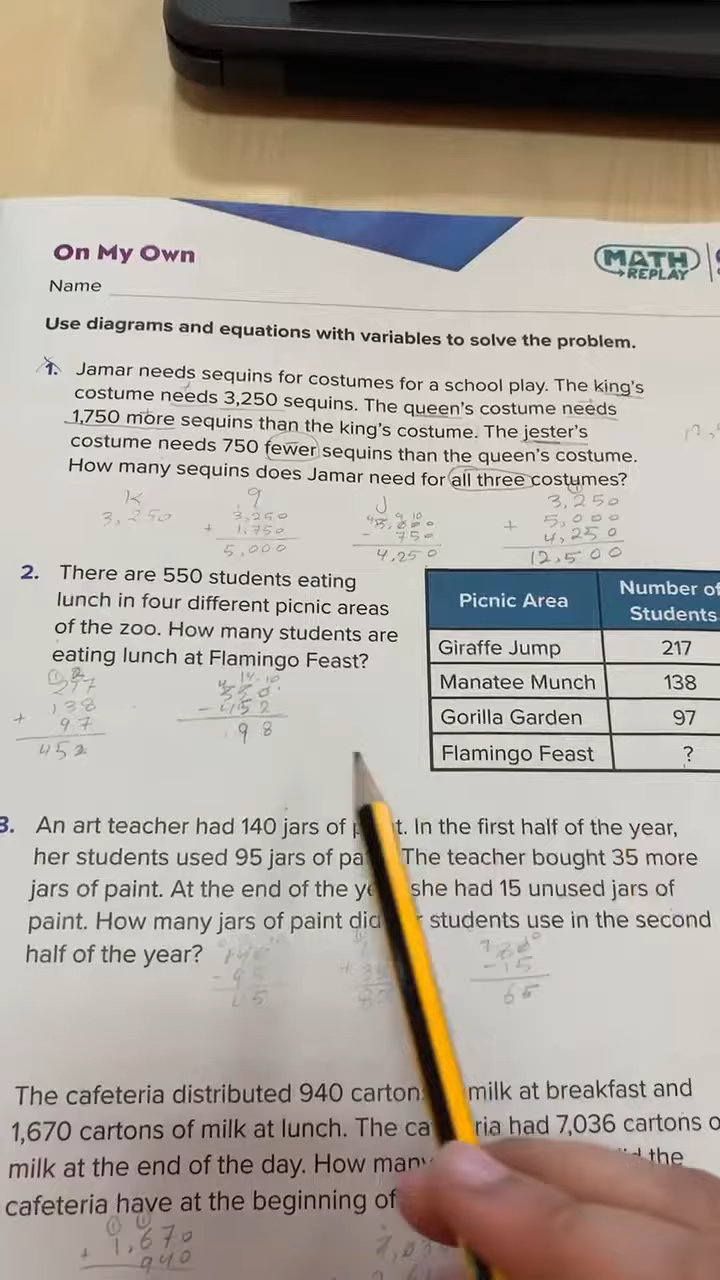 On My Own
MATH
REPLAY
Name
Use diagrams and equations with variables to solve the problem.
1. Jamar needs sequins for costumes for a school play. The king's
costume needs 3,250 sequins. The queen's costume needs
1,750 more sequins than the king's costume. The jester's
costume needs 750 fewer sequins than the queen's costume.
How many sequins does Jamar need for all three costumes?
K
3,250
q
3,250
+ 1,750
5,000
J
- 750
4,250
3,250
5,000
+ 4,250
12,500
2. There are 550 students eating
lunch in four different picnic areas
of the zoo. How many students are
eating lunch at Flamingo Feast?
Picnic Area Number of
Students
Giraffe Jump 217
Manatee Munch 138
Gorilla Garden 97
Flamingo Feast ?
217
138
+ 97
452
550
- 452
98
3. An art teacher had 140 jars of t. In the first half of the year,
her students used 95 jars of pa The teacher bought 35 more
jars of paint. At the end of the ye she had 15 unused jars of
paint. How many jars of paint did students use in the second
half of the year?
- 15
65
The cafeteria distributed 940 carton milk at breakfast and
1,670 cartons of milk at lunch. The ca ria had 7,036 cartons o
milk at the end of the day. How many the
cafeteria have at the beginning of
1,670
+ 940